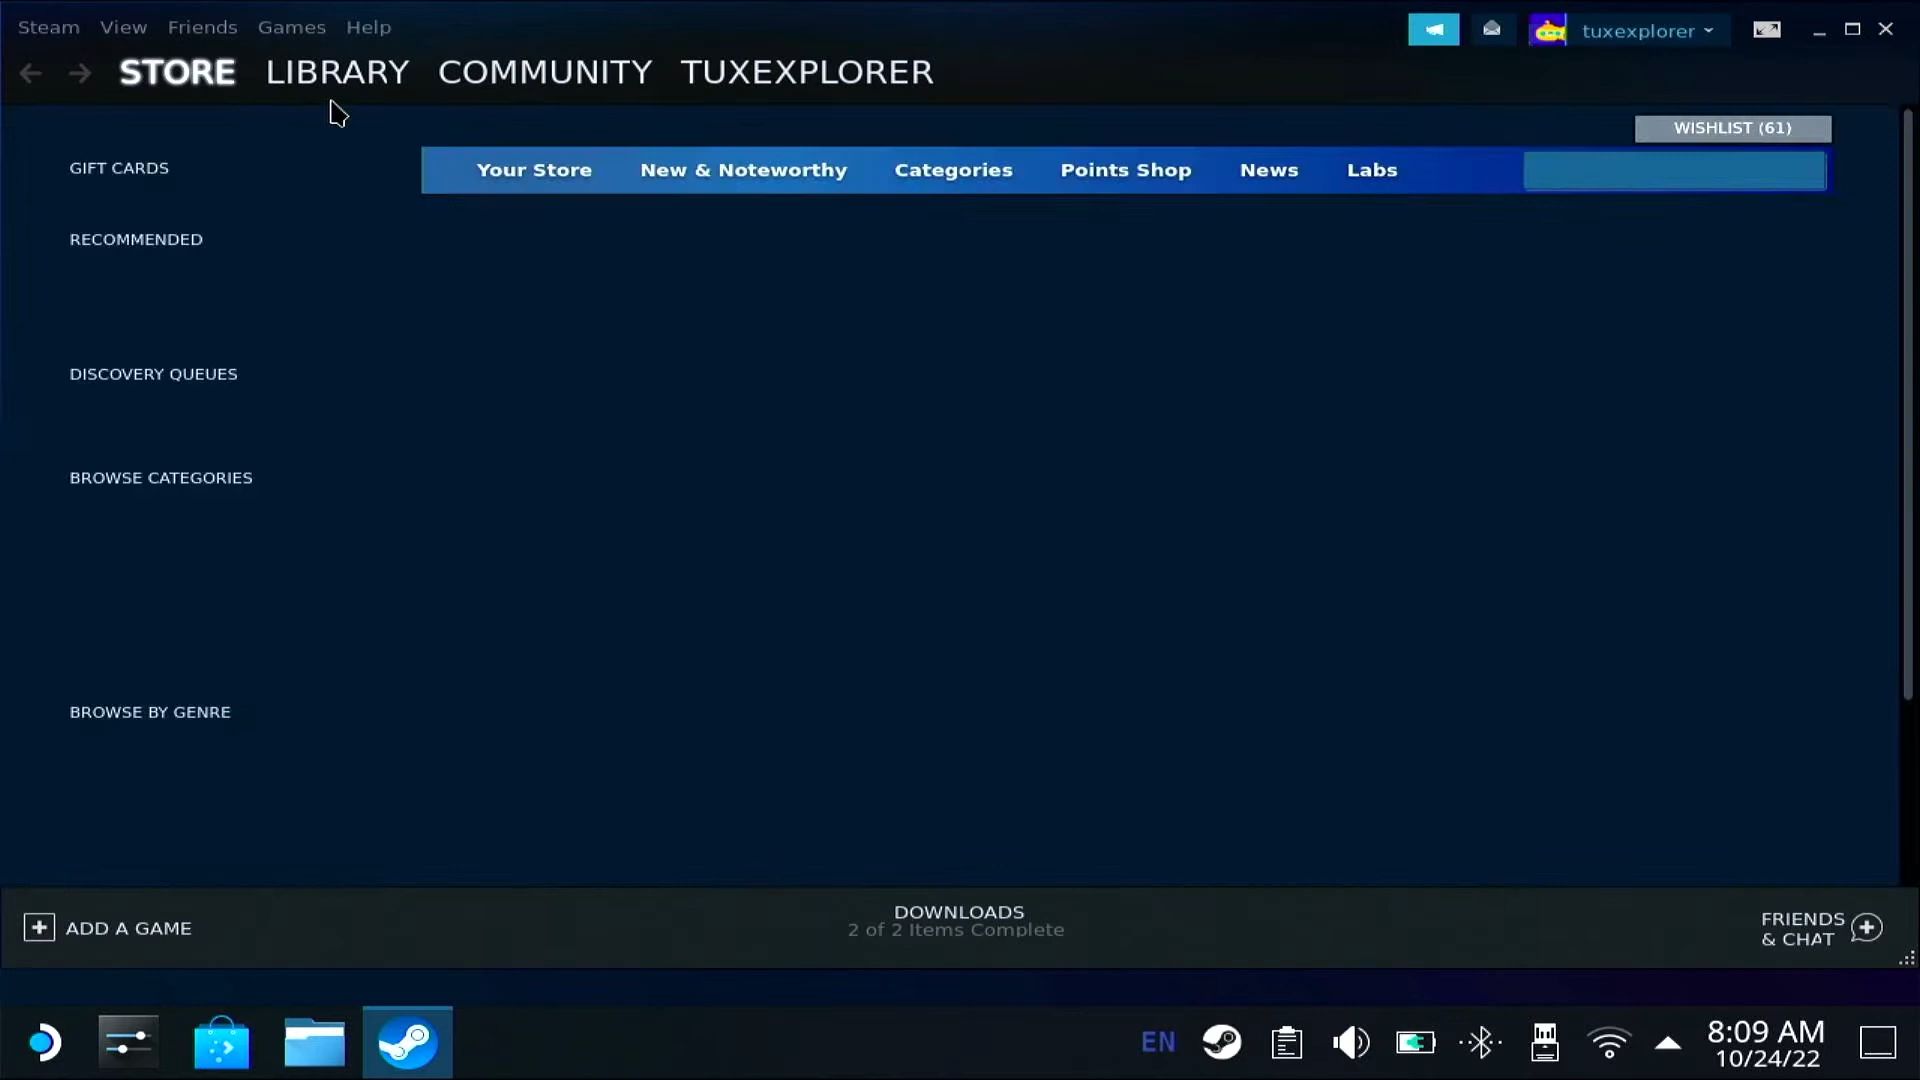 Steam View Friends Games Help
tuxexplorer
STORE LIBRARY COMMUNITY TUXEXPLORER
WISHLIST (61)
GIFT CARDS
Your Store New & Noteworthy Categories Points Shop News Labs
RECOMMENDED
DISCOVERY QUEUES
BROWSE CATEGORIES
BROWSE BY GENRE
ADD A GAME
DOWNLOADS
2 of 2 Items Complete
FRIENDS
& CHAT
EN
8:09 AM
10/24/22